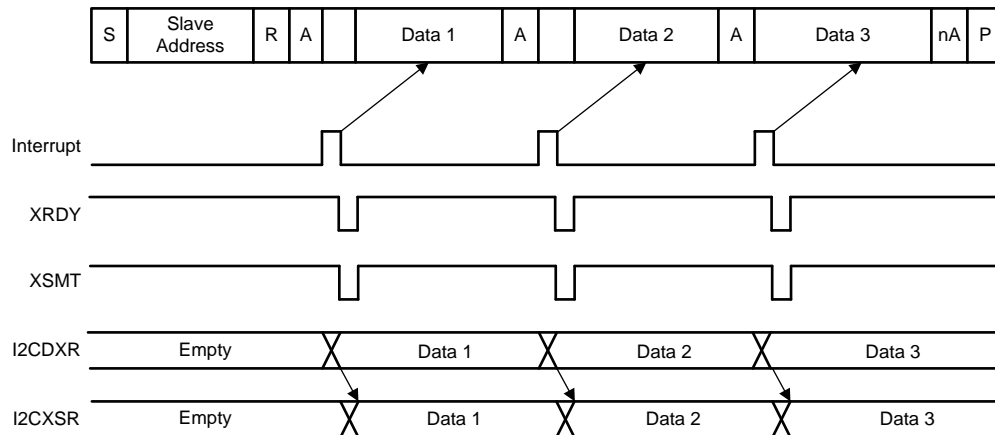 S Slave Address R A Data 1 A Data 2 A Data 3 nA P
Interrupt
XRDY
XSMT
I2CDXR Empty Data 1 Data 2 Data 3
I2CXSR Empty Data 1 Data 2 Data 3